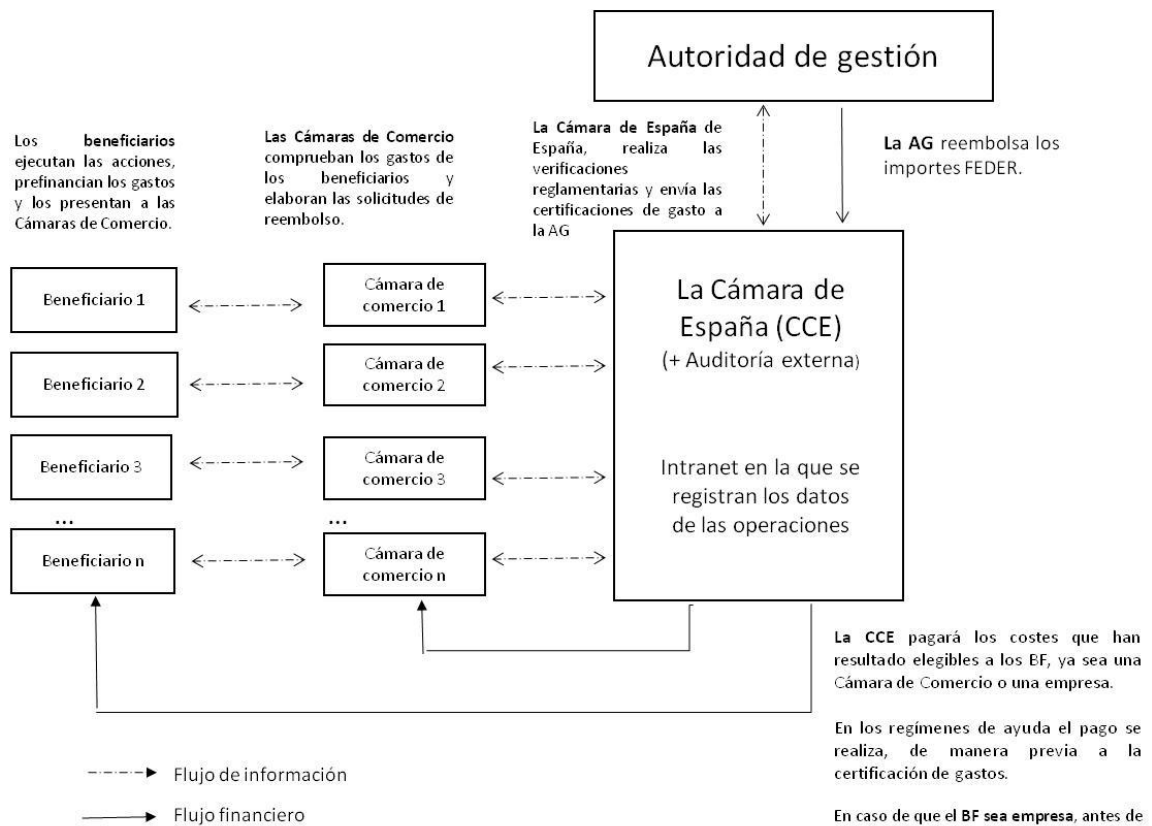 Autoridad de gestión
Los beneficiarios
ejecutan las acciones,
prefinancian los gastos
y los presentan a las
Cámaras de Comercio.
Las Cámaras de Comercio
comprueban los gastos de
los beneficiarios y
elaboran las solicitudes de
reembolso.
La Cámara de España de
España, realiza las
verificaciones
reglamentarias y envía las
certificaciones de gasto a
la AG
La AG reembolsa los
importes FEDER.
Beneficiario 1
Cámara de
comercio 1
Beneficiario 2
Cámara de
comercio 2
Beneficiario 3
Cámara de
comercio 3
...
...
Beneficiario n
Cámara de
comercio n
La Cámara de
España (CCE)
(+ Auditoría externa)
Intranet en la que se
registran los datos
de las operaciones
La CCE pagará los costes que han
resultado elegibles a los BF, ya sea una
Cámara de Comercio o una empresa.
En los regímenes de ayuda el pago se
realiza, de manera previa a la
certificación de gastos.
En caso de que el BF sea empresa, antes de
Flujo de información
Flujo financiero